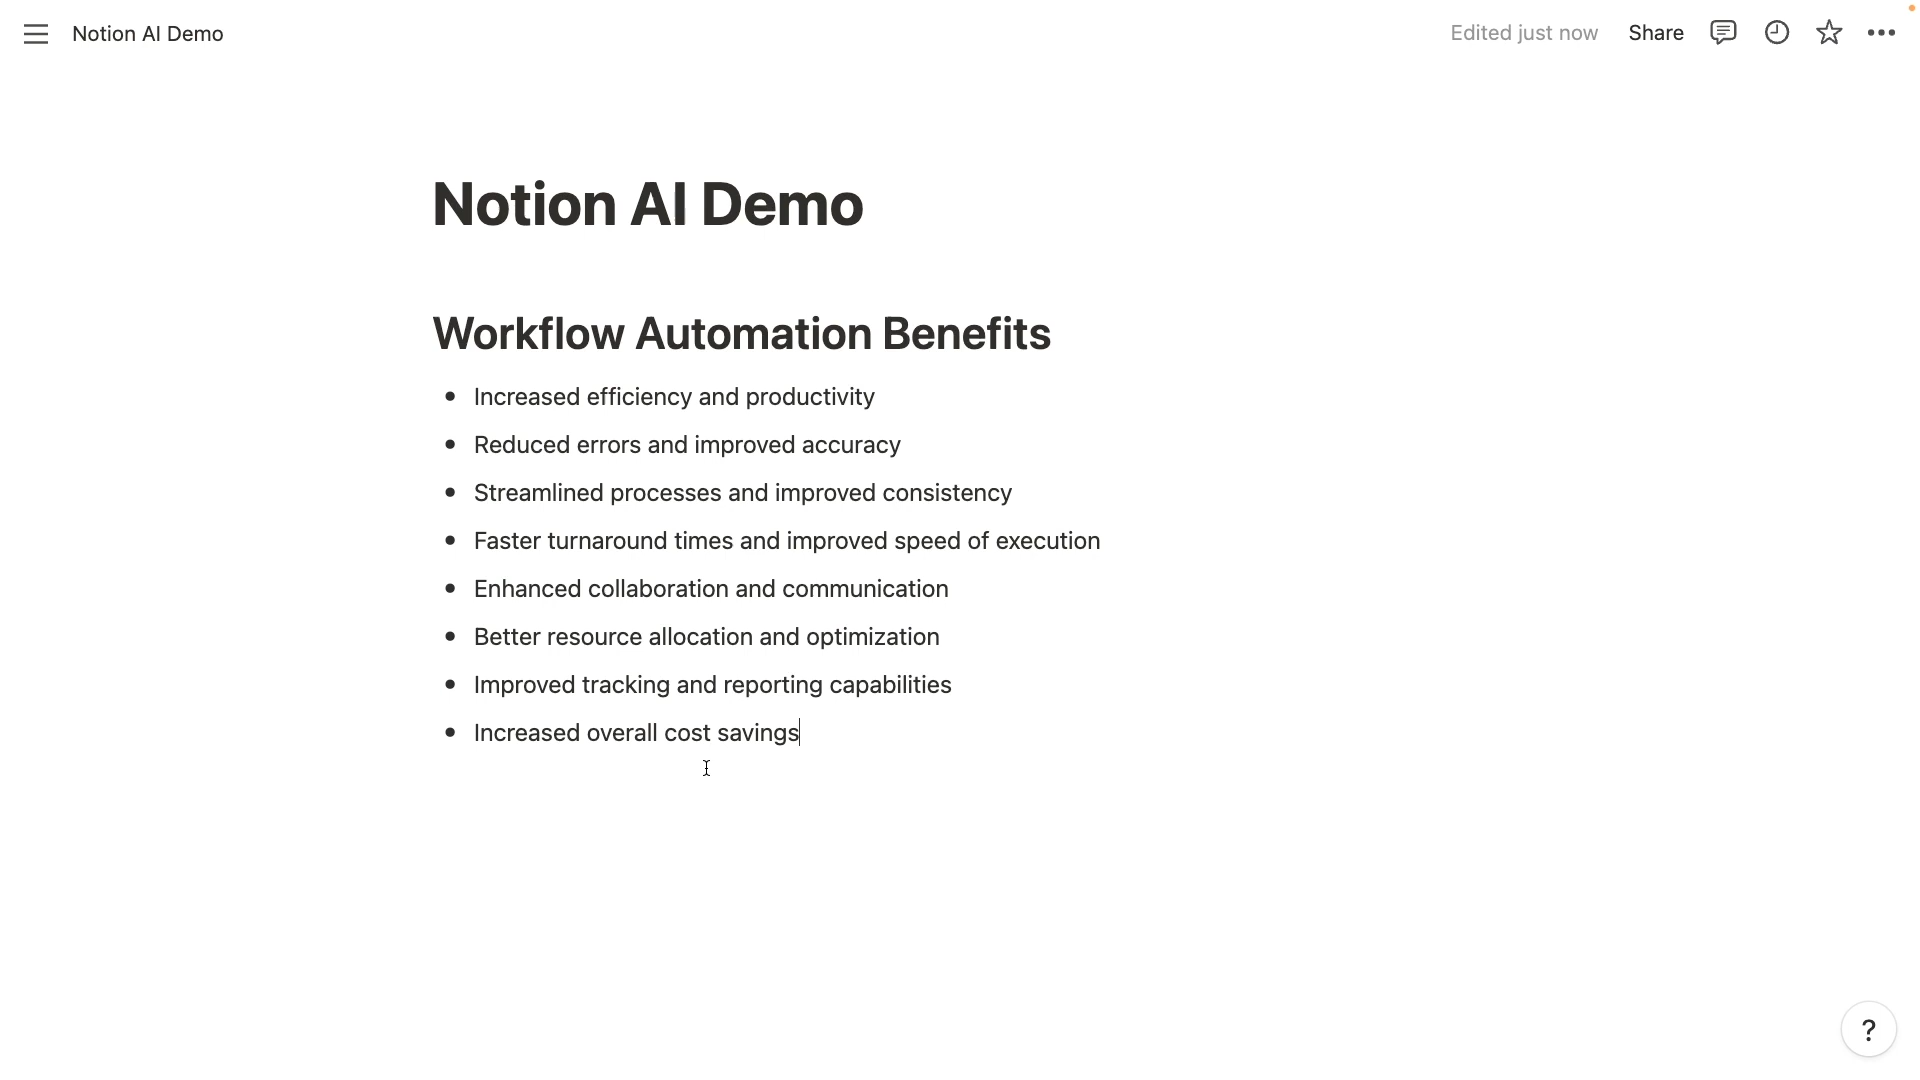 Notion AI Demo
Edited just now
Share
Notion AI Demo
Workflow Automation Benefits
• Increased efficiency and productivity
• Reduced errors and improved accuracy
• Streamlined processes and improved consistency
• Faster turnaround times and improved speed of execution
• Enhanced collaboration and communication
• Better resource allocation and optimization
• Improved tracking and reporting capabilities
• Increased overall cost savings
?